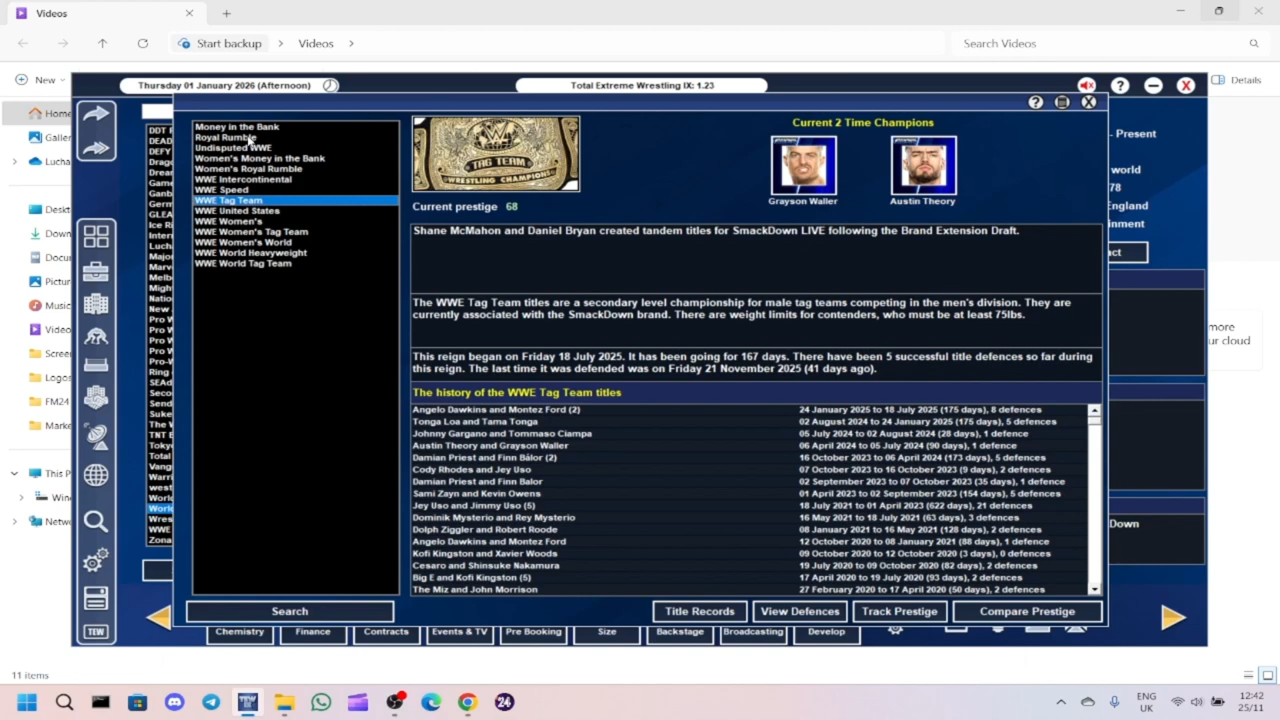 Videos
Start backup
Videos
Search Videos
New
Details
Home
Thursday 01 January 2026 (Afternoon)
Total Extreme Wrestling IX: 1.23
Money in the Bank
Royal Rumble
Undisputed WWE
Women's Money in the Bank
Women's Royal Rumble
WWE Intercontinental
WWE Speed
WWE Tag Team
WWE United States
WWE Women's
WWE Women's Tag Team
WWE Women's World
WWE World Heavyweight
WWE World Tag Team
TAG TEAM
WRESTLING CHAMPIONS
Current prestige 68
Current 2 Time Champions
Grayson Waller
Austin Theory
Shane McMahon and Daniel Bryan created tandem titles for SmackDown LIVE following the Brand Extension Draft.
The WWE Tag Team titles are a secondary level championship for male tag teams competing in the men's division. They are
currently associated with the SmackDown brand. There are weight limits for contenders, who must be at least 75lbs.
This reign began on Friday 18 July 2025. It has been going for 167 days. There have been 5 successful title defences so far during
this reign. The last time it was defended was on Friday 21 November 2025 (41 days ago).
The history of the WWE Tag Team titles
Angelo Dawkins and Montez Ford (2) 24 January 2025 to 18 July 2025 (175 days), 8 defences
Tonga Loa and Tama Tonga 02 August 2024 to 24 January 2025 (175 days), 5 defences
Johnny Gargano and Tommaso Ciampa 05 July 2024 to 02 August 2024 (28 days), 1 defence
Austin Theory and Grayson Waller 06 April 2024 to 05 July 2024 (90 days), 1 defence
Damian Priest and Finn Bálor (2) 16 October 2023 to 06 April 2024 (173 days), 5 defences
Cody Rhodes and Jey Uso 07 October 2023 to 16 October 2023 (9 days), 2 defences
Damian Priest and Finn Balor 02 September 2023 to 07 October 2023 (35 days), 1 defence
Sami Zayn and Kevin Owens 01 April 2023 to 02 September 2023 (154 days), 5 defences
Jey Uso and Jimmy Uso (5) 18 July 2021 to 01 April 2023 (622 days), 21 defences
Dominik Mysterio and Rey Mysterio 16 May 2021 to 18 July 2021 (63 days), 3 defences
Dolph Ziggler and Robert Roode 08 January 2021 to 16 May 2021 (128 days), 2 defences
Angelo Dawkins and Montez Ford 12 October 2020 to 08 January 2021 (88 days), 1 defence
Kofi Kingston and Xavier Woods 09 October 2020 to 12 October 2020 (3 days), 0 defences
Cesaro and Shinsuke Nakamura 19 July 2020 to 09 October 2020 (82 days), 2 defences
Big E and Kofi Kingston (5) 17 April 2020 to 19 July 2020 (93 days), 2 defences
The Miz and John Morrison 27 February 2020 to 17 April 2020 (50 days), 2 defences
Search
Title Records
View Defences
Track Prestige
Compare Prestige
Chemistry
Finance
Contracts
Events & TV
Pre Booking
Size
Backstage
Broadcasting
Develop
TEW
- Present
world
78
England
Down
more
ur cloud
11 items
ENG
UK
12:42
25/11